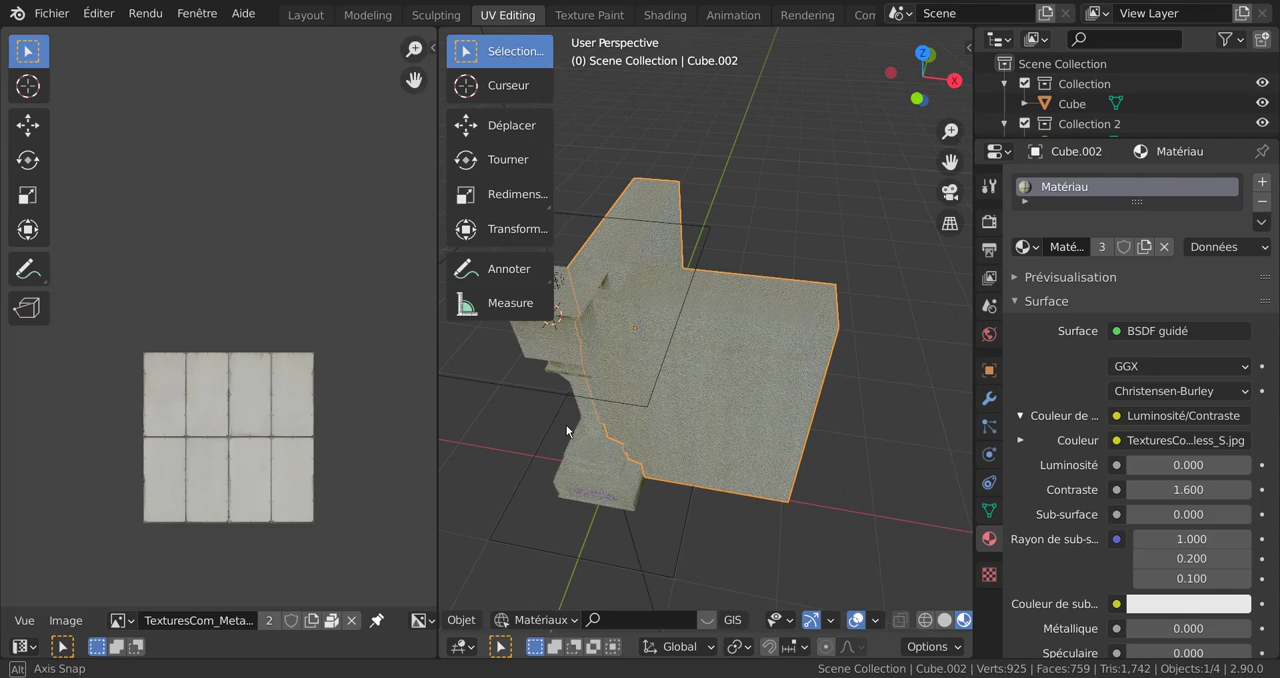 Fichier Éditer Rendu Fenêtre Aide
Layout Modeling Sculpting UV Editing Texture Paint Shading Animation Rendering Com
Scene
View Layer
Sélection...
Curseur
Déplacer
Tourner
Redimens...
Transform...
Annoter
Measure
User Perspective
(0) Scene Collection | Cube.002
Z
X
Scene Collection
Collection
Cube
Collection 2
Cube.002 Matériau
Matériau
Maté... 3 Données
Prévisualisation
Surface
Surface BSDF guidé
GGX
Christensen-Burley
Couleur de ... Luminosité/Contraste
Couleur TexturesCo...less_S.jpg
Luminosité 0.000
Contraste 1.600
Sub-surface 0.000
Rayon de sub-s... 1.000
0.200
0.100
Couleur de sub...
Métallique 0.000
Spéculaire 0.000
Vue Image TexturesCom_Meta... 2
Objet Matériaux GIS
Global Options
Alt Axis Snap
Scene Collection | Cube.002 | Verts:925 | Faces:759 | Tris:1,742 | Objects:1/4 | 2.90.0